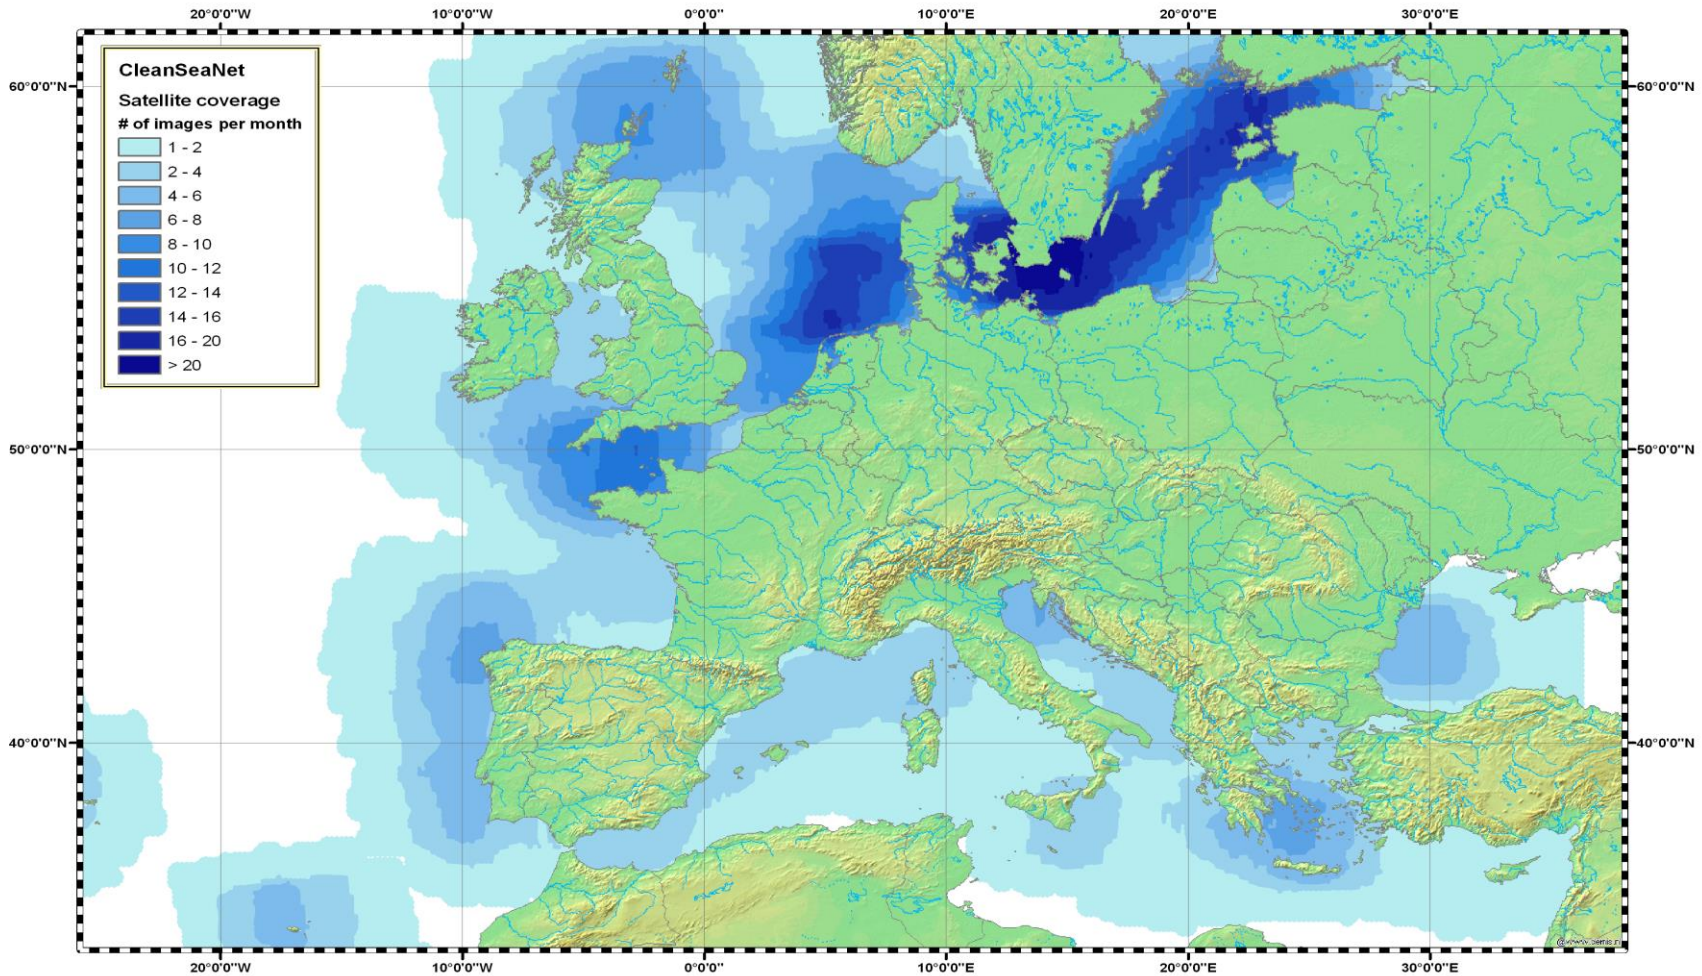 20°0'0"W 10°0'0"W 0°0'0" 10°0'0"E 20°0'0"E 30°0'0"E
CleanSeaNet
Satellite coverage
# of images per month
1 - 2
2 - 4
4 - 6
6 - 8
8 - 10
10 - 12
12 - 14
14 - 16
16 - 20
> 20
60°0'0"N 60°0'0"N
50°0'0"N 50°0'0"N
40°0'0"N 40°0'0"N
20°0'0"W 10°0'0"W 0°0'0" 10°0'0"E 20°0'0"E 30°0'0"E